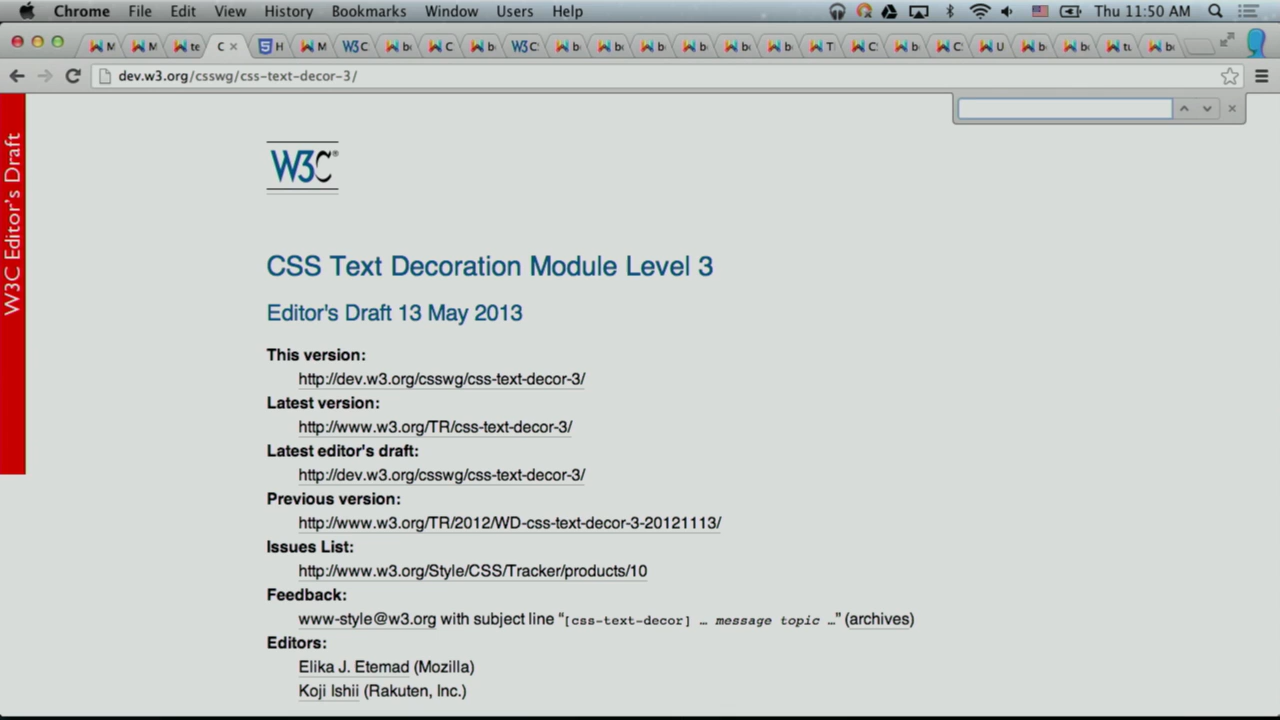 Chrome File Edit View History Bookmarks Window Users Help Thu 11:50 AM
M M te C H M W3C b C b W3C b b b b b b T C b C U b b tu b
dev.w3.org/csswg/css-text-decor-3/
W3C Editor's Draft
W3C®
CSS Text Decoration Module Level 3
Editor's Draft 13 May 2013
This version:
http://dev.w3.org/csswg/css-text-decor-3/
Latest version:
http://www.w3.org/TR/css-text-decor-3/
Latest editor's draft:
http://dev.w3.org/csswg/css-text-decor-3/
Previous version:
http://www.w3.org/TR/2012/WD-css-text-decor-3-20121113/
Issues List:
http://www.w3.org/Style/CSS/Tracker/products/10
Feedback:
www-style@w3.org with subject line “[css-text-decor] … message topic …” (archives)
Editors:
Elika J. Etemad (Mozilla)
Koji Ishii (Rakuten, Inc.)